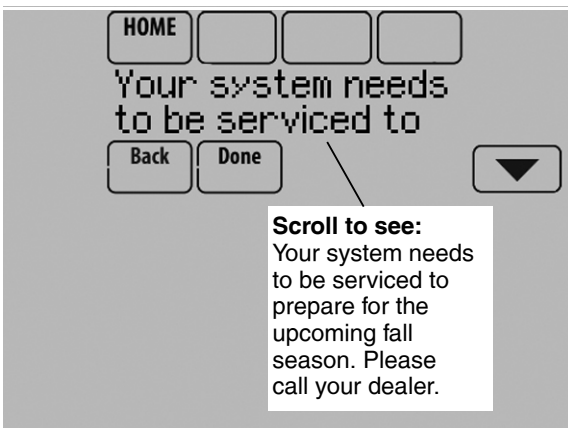 HOME
Your system needs
to be serviced to
Back Done
Scroll to see:
Your system needs
to be serviced to
prepare for the
upcoming fall
season. Please
call your dealer.